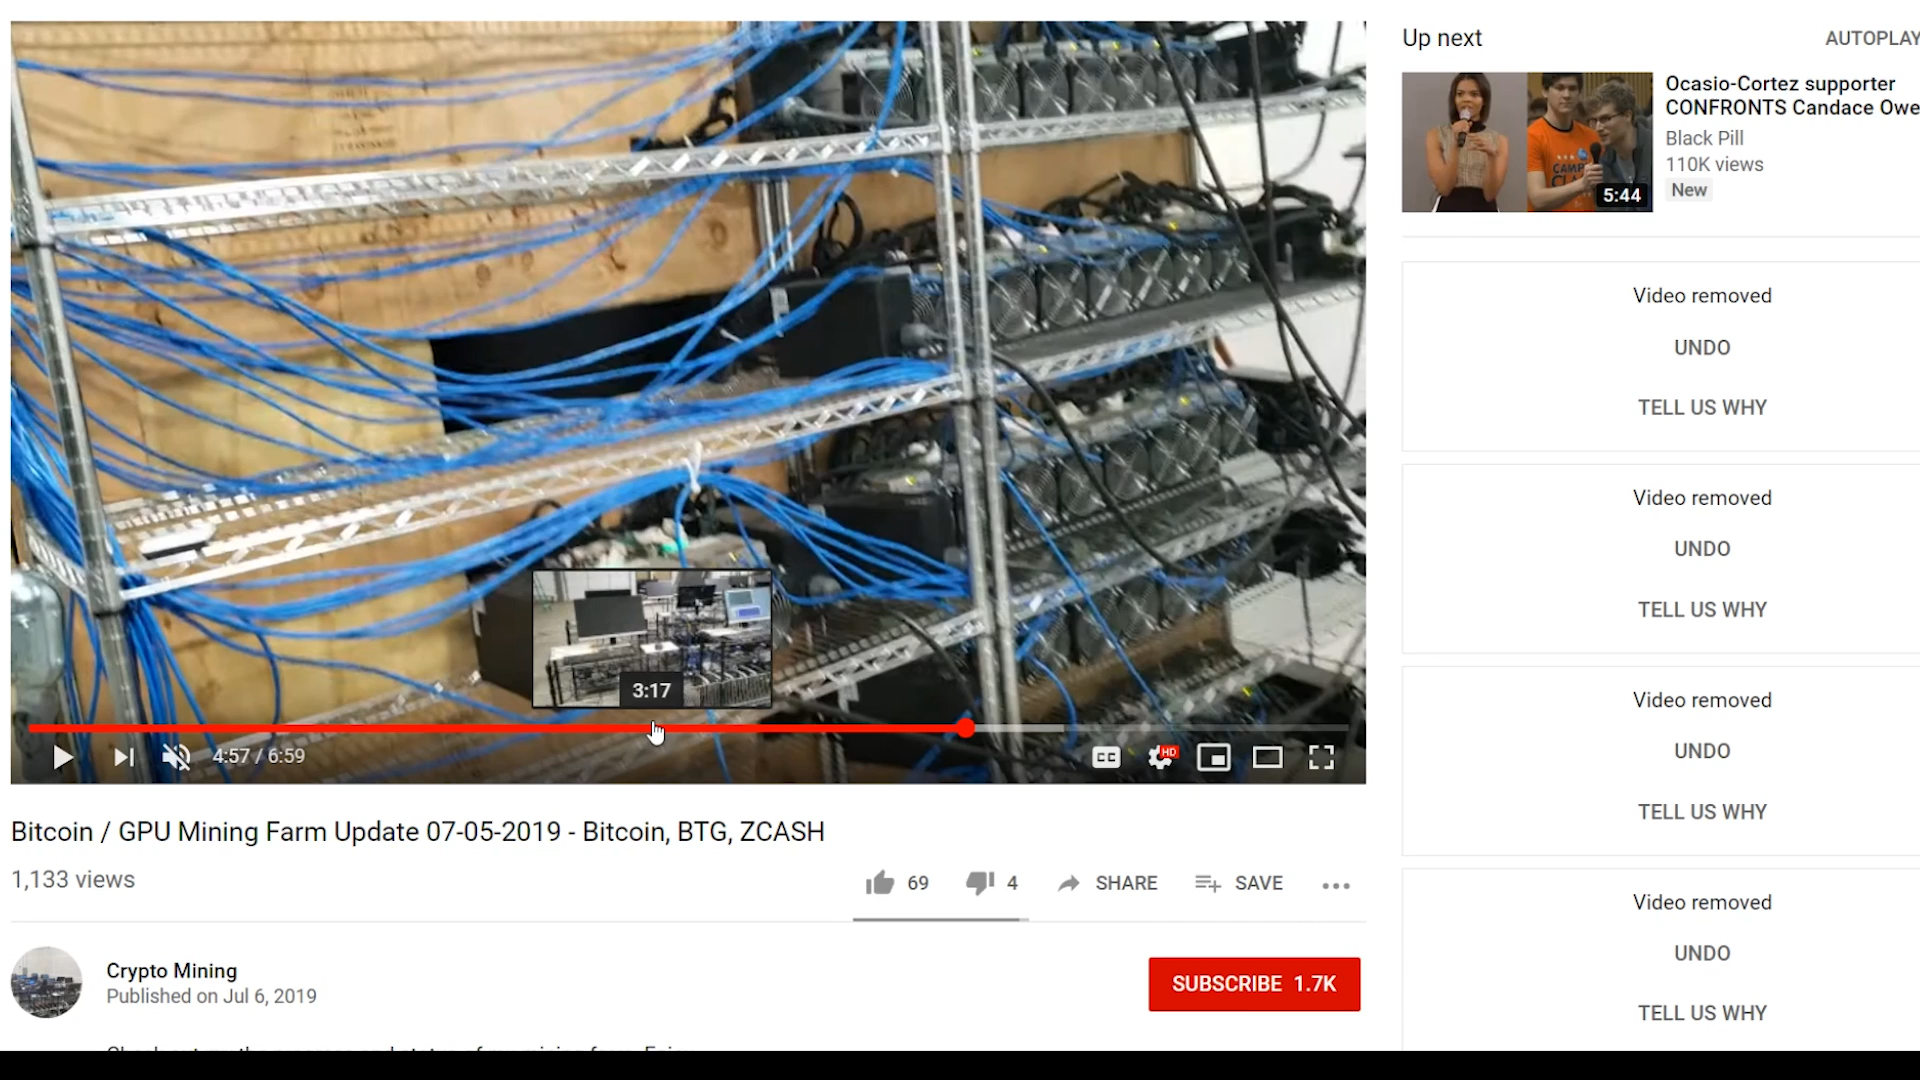 Up next
AUTOPLAY
Ocasio-Cortez supporter
CONFRONTS Candace Owe
Black Pill
110K views
New
5:44
Video removed
UNDO
TELL US WHY
Video removed
UNDO
TELL US WHY
Video removed
UNDO
TELL US WHY
Video removed
UNDO
TELL US WHY
3:17
4:57 / 6:59
CC
HD
Bitcoin / GPU Mining Farm Update 07-05-2019 - Bitcoin, BTG, ZCASH
1,133 views
69
4
SHARE
SAVE
Crypto Mining
Published on Jul 6, 2019
SUBSCRIBE 1.7K